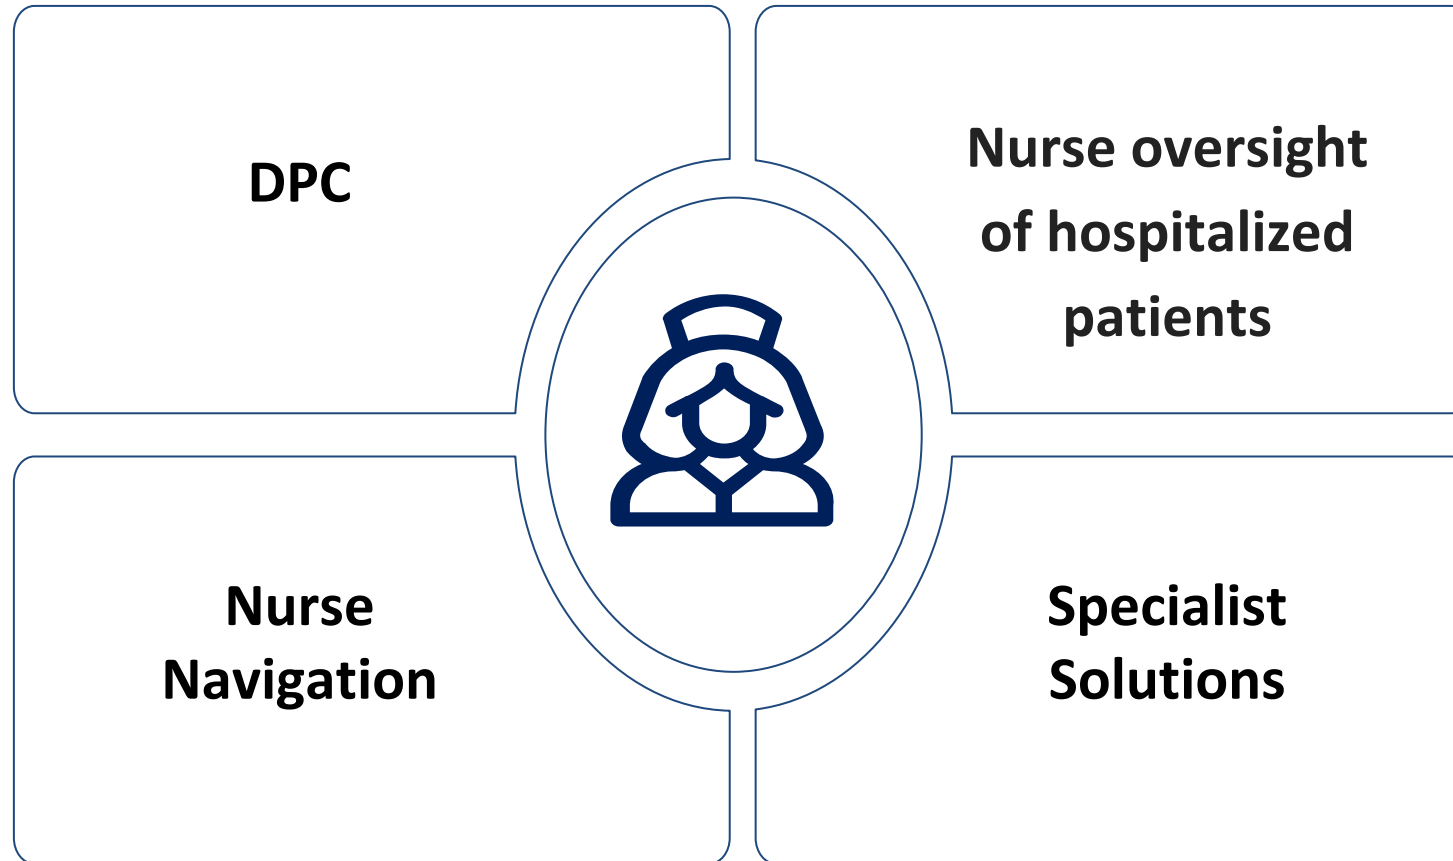 DPC
Nurse oversight
of hospitalized
patients
Nurse
Navigation
Specialist
Solutions